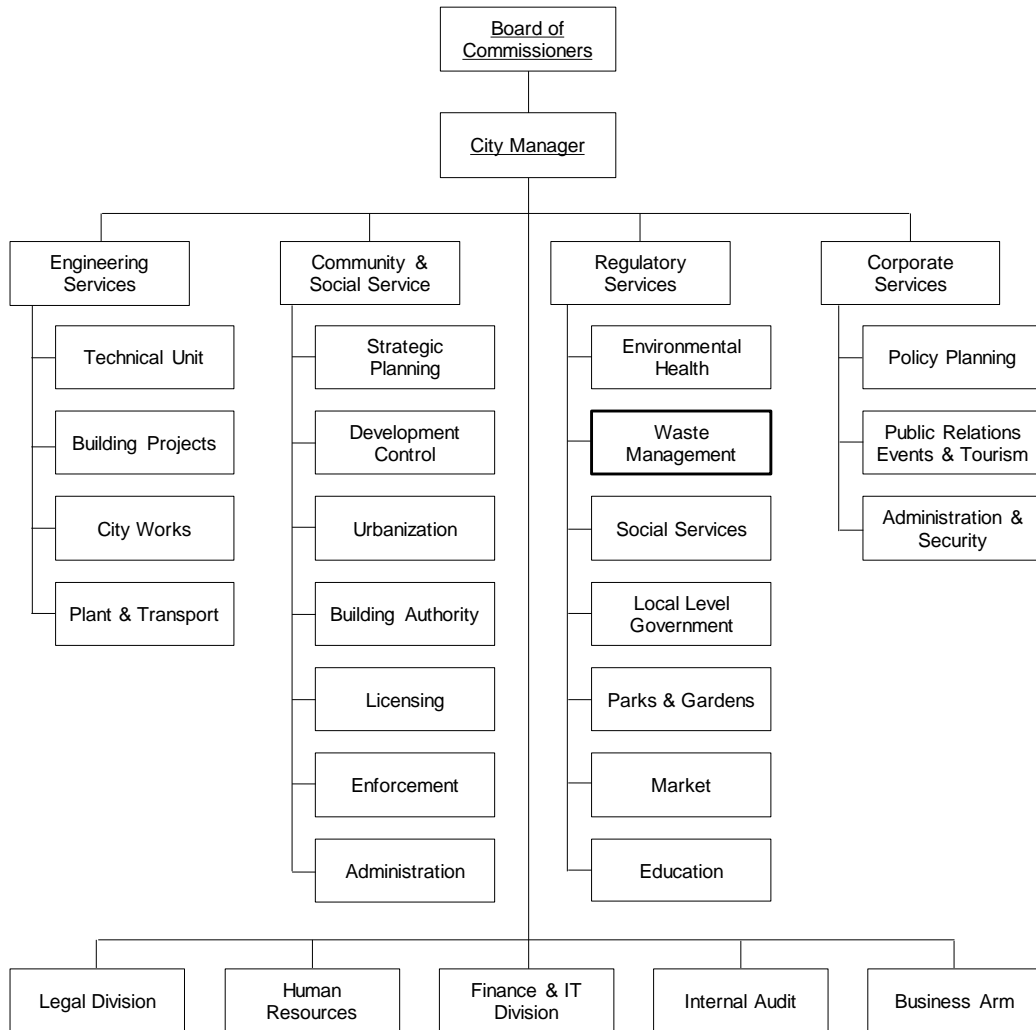 Board of
Commissioners
City Manager
Engineering
Services
Community &
Social Service
Regulatory
Services
Corporate
Services
Technical Unit
Building Projects
City Works
Plant & Transport
Strategic
Planning
Development
Control
Urbanization
Building Authority
Licensing
Enforcement
Administration
Environmental
Health
Waste
Management
Social Services
Local Level
Government
Parks & Gardens
Market
Education
Policy Planning
Public Relations
Events & Tourism
Administration &
Security
Legal Division
Human
Resources
Finance & IT
Division
Internal Audit
Business Arm